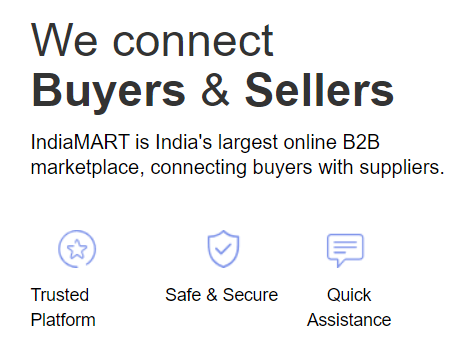 We connect
Buyers & Sellers
IndiaMART is India's largest online B2B
marketplace, connecting buyers with suppliers.
Trusted Platform
Safe & Secure
Quick Assistance